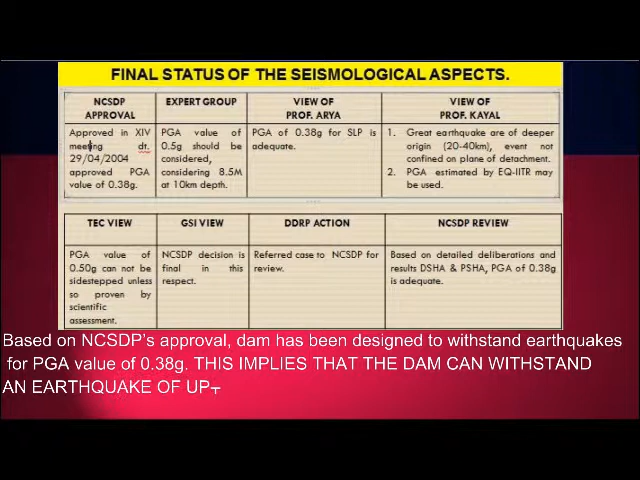 FINAL STATUS OF THE SEISMOLOGICAL ASPECTS.
NCSDP
APPROVAL
EXPERT GROUP
VIEW OF
PROF. ARYA
VIEW OF
PROF. KAYAL
Approved in XIV
meeting dt.
29/04/2004
approved PGA
value of 0.38g.
PGA value of
0.5g should be
considered,
considering 8.5M
at 10km depth.
PGA of 0.38g for SLP is
adequate.
1. Great earthquake are of deeper
origin (20-40km), event not
confined on plane of detachment.
2. PGA estimated by EQ-IITR may
be used.
TEC VIEW
GSI VIEW
DDRP ACTION
NCSDP REVIEW
PGA value of
0.50g can not be
sidestepped unless
so proven by
scientific
assessment.
NCSDP decision is
final in this
respect.
Referred case to NCSDP for
review.
Based on detailed deliberations and
results DSHA & PSHA, PGA of 0.38g
is adequate.
Based on NCSDP's approval, dam has been designed to withstand earthquakes
for PGA value of 0.38g. THIS IMPLIES THAT THE DAM CAN WITHSTAND
AN EARTHQUAKE OF UP